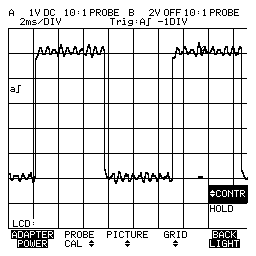 A 1V DC 10:1 PROBE B 2V OFF 10:1 PROBE
2ms/DIV Trig:A∫ -1DIV
a∫
CONTR
HOLD
LCD:
ADAPTER POWER PROBE CAL PICTURE GRID BACK LIGHT